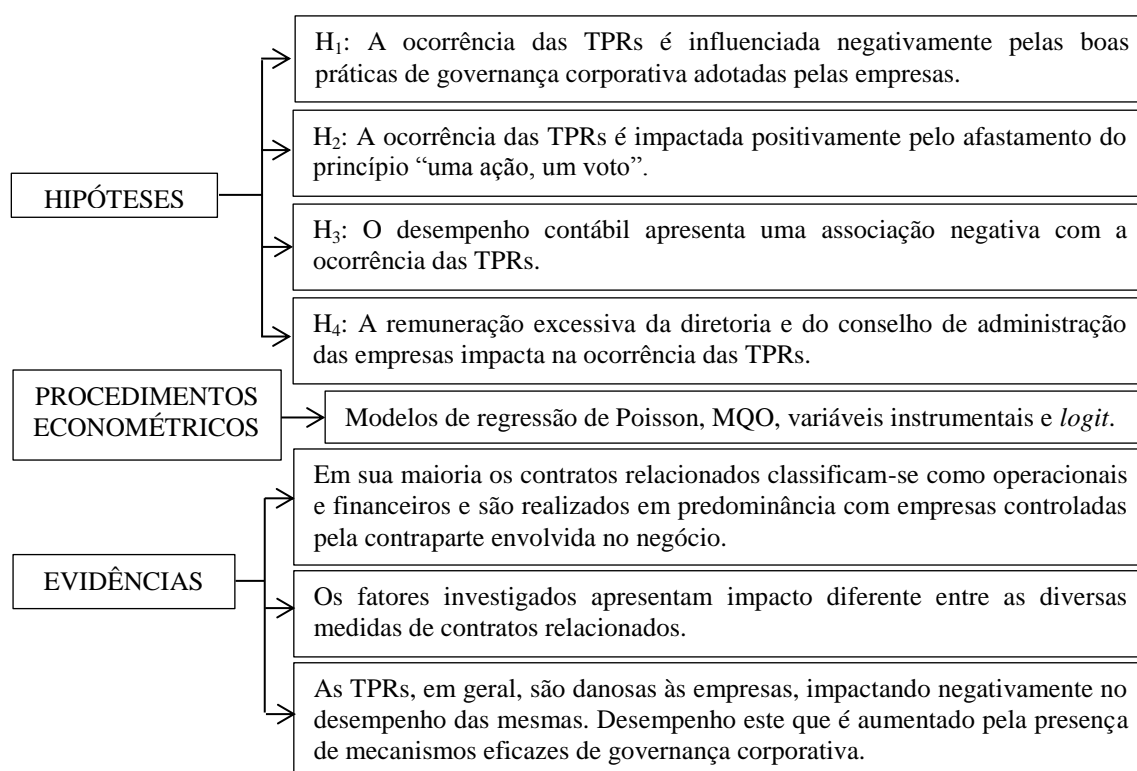 H₁: A ocorrência das TPRs é influenciada negativamente pelas boas
práticas de governança corporativa adotadas pelas empresas.
H₂: A ocorrência das TPRs é impactada positivamente pelo afastamento do
princípio “uma ação, um voto”.
HIPÓTESES
H₃: O desempenho contábil apresenta uma associação negativa com a
ocorrência das TPRs.
H₄: A remuneração excessiva da diretoria e do conselho de administração
das empresas impacta na ocorrência das TPRs.
PROCEDIMENTOS
ECONOMÉTRICOS
Modelos de regressão de Poisson, MQO, variáveis instrumentais e logit.
Em sua maioria os contratos relacionados classificam-se como operacionais
e financeiros e são realizados em predominância com empresas controladas
pela contraparte envolvida no negócio.
EVIDÊNCIAS
Os fatores investigados apresentam impacto diferente entre as diversas
medidas de contratos relacionados.
As TPRs, em geral, são danosas às empresas, impactando negativamente no
desempenho das mesmas. Desempenho este que é aumentado pela presença
de mecanismos eficazes de governança corporativa.